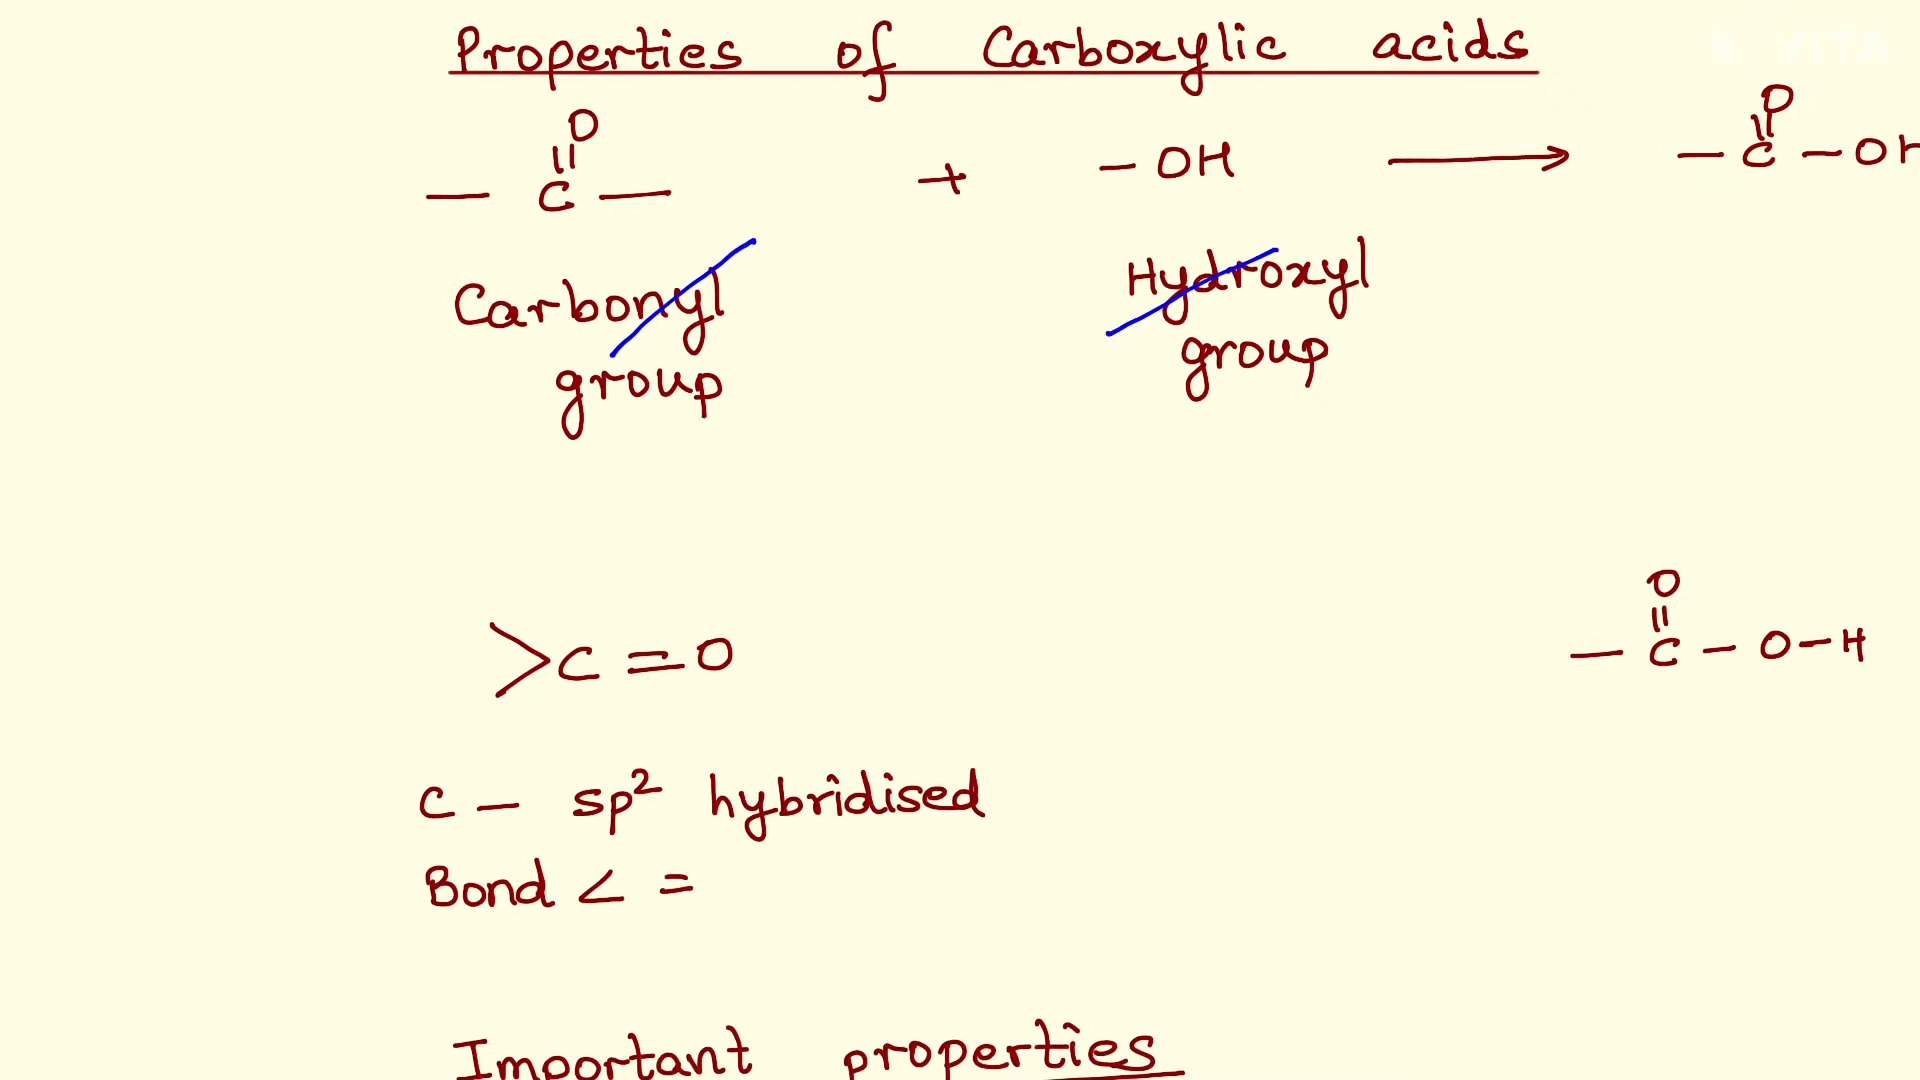 Properties of Carboxylic acids
O O
|| ||
— C — + — OH ⟶ — C — OH
Carbonyl Hydroxyl
group group
O
||
>C = O — C — O — H
C — sp² hybridised
Bond ∠ =
Important properties